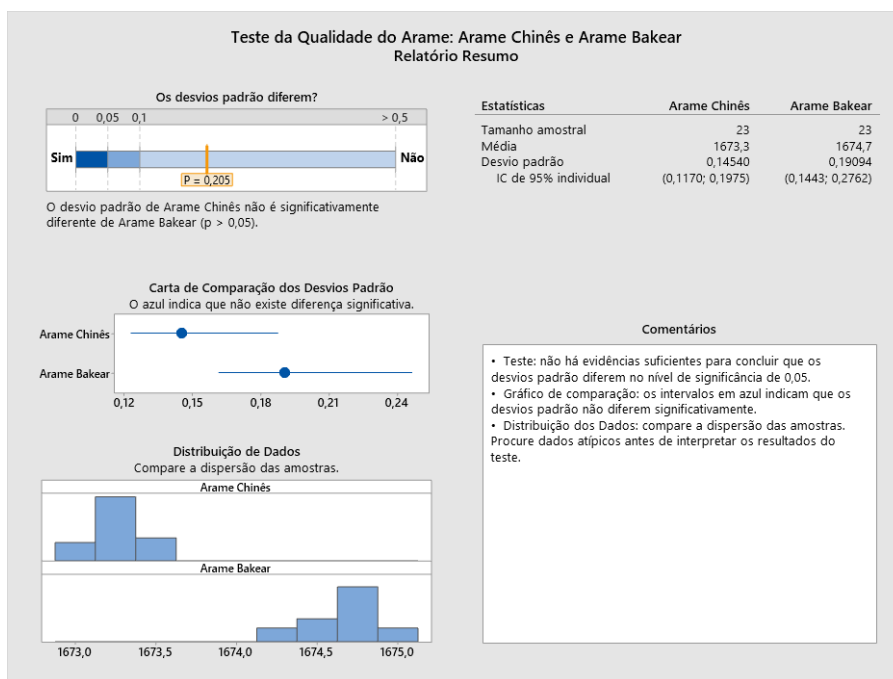 Teste da Qualidade do Arame: Arame Chinês e Arame Bakear
Relatório Resumo
Os desvios padrão diferem?
0 0,05 0,1 > 0,5
Sim Não
P = 0,205
O desvio padrão de Arame Chinês não é significativamente
diferente de Arame Bakear (p > 0,05).
Estatísticas Arame Chinês Arame Bakear
Tamanho amostral 23 23
Média 1673,3 1674,7
Desvio padrão 0,14540 0,19094
IC de 95% individual (0,1170; 0,1975) (0,1443; 0,2762)
Carta de Comparação dos Desvios Padrão
O azul indica que não existe diferença significativa.
Arame Chinês
Arame Bakear
0,12 0,15 0,18 0,21 0,24
Distribuição de Dados
Compare a dispersão das amostras.
Arame Chinês
Arame Bakear
1673,0 1673,5 1674,0 1674,5 1675,0
Comentários
• Teste: não há evidências suficientes para concluir que os
desvios padrão diferem no nível de significância de 0,05.
• Gráfico de comparação: os intervalos em azul indicam que os
desvios padrão não diferem significativamente.
• Distribuição dos Dados: compare a dispersão das amostras.
Procure dados atípicos antes de interpretar os resultados do
teste.